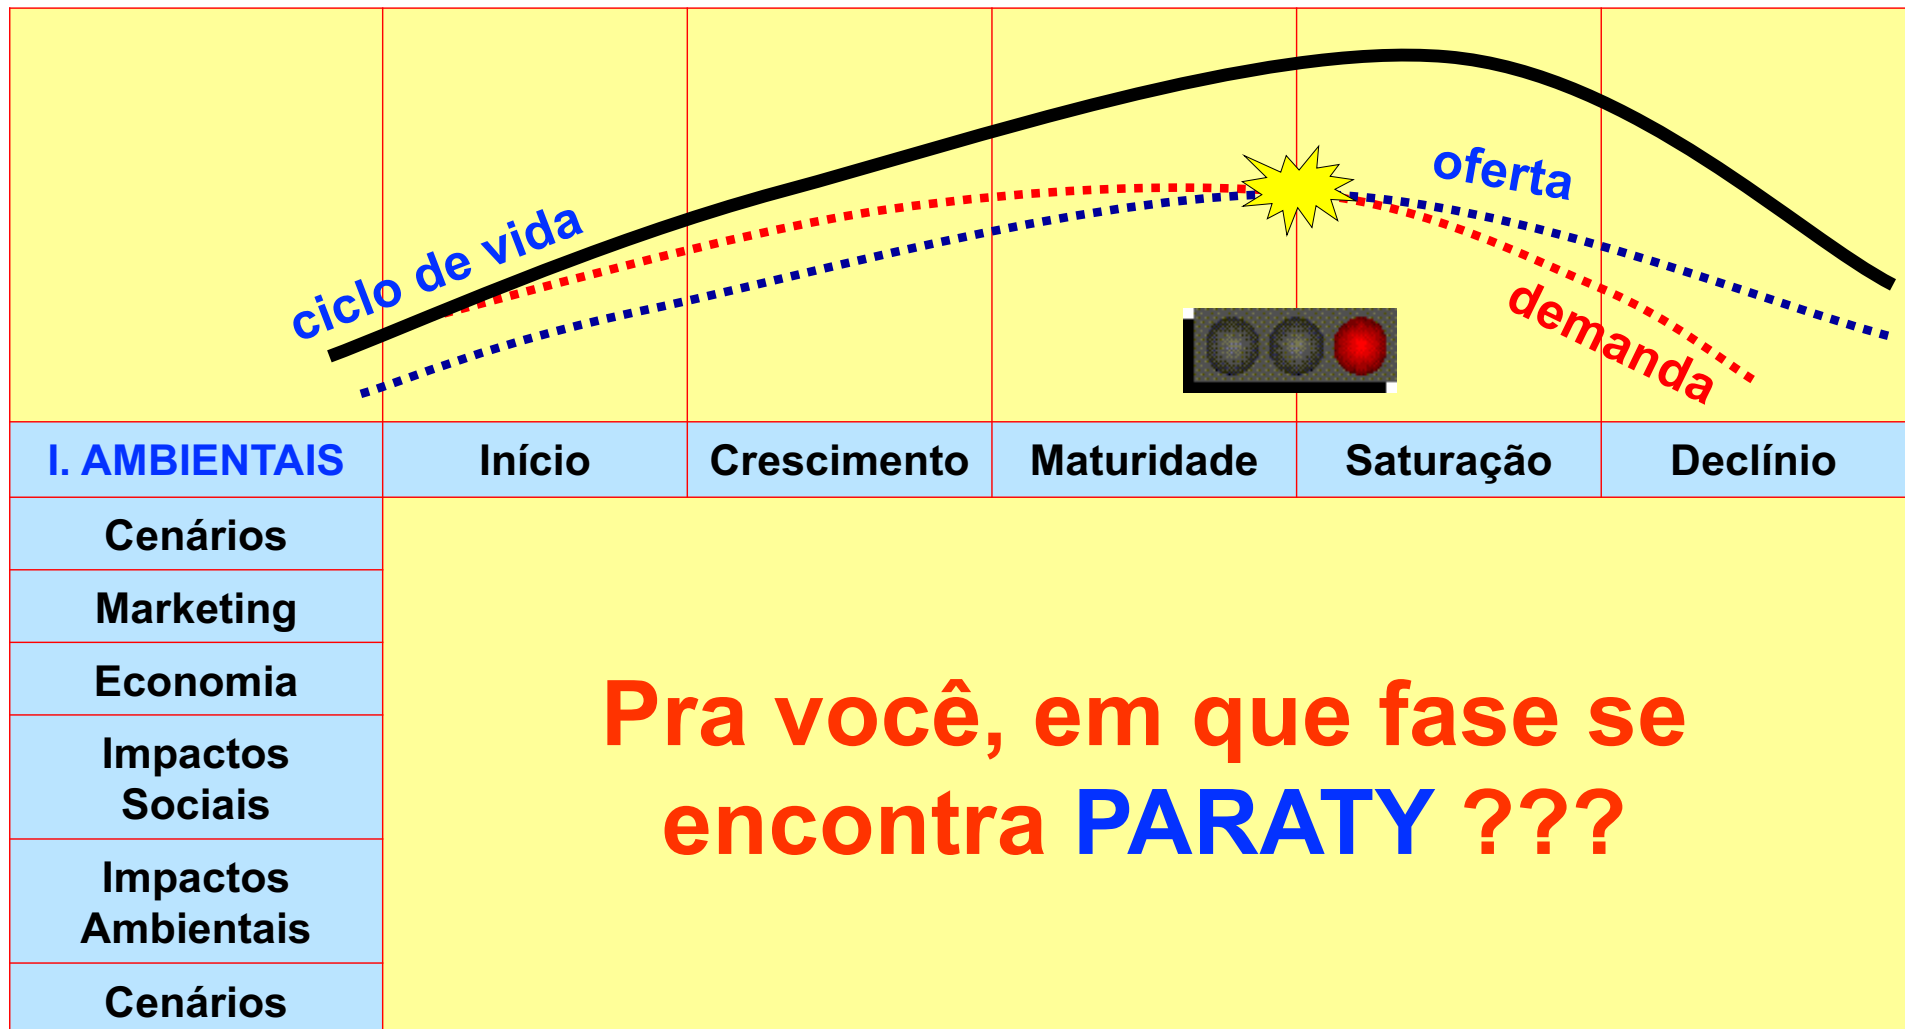 ciclo de vida
oferta
demanda
I. AMBIENTAIS
Início
Crescimento
Maturidade
Saturação
Declínio
Cenários
Marketing
Economia
Impactos
Sociais
Impactos
Ambientais
Cenários
Pra você, em que fase se
encontra PARATY ???